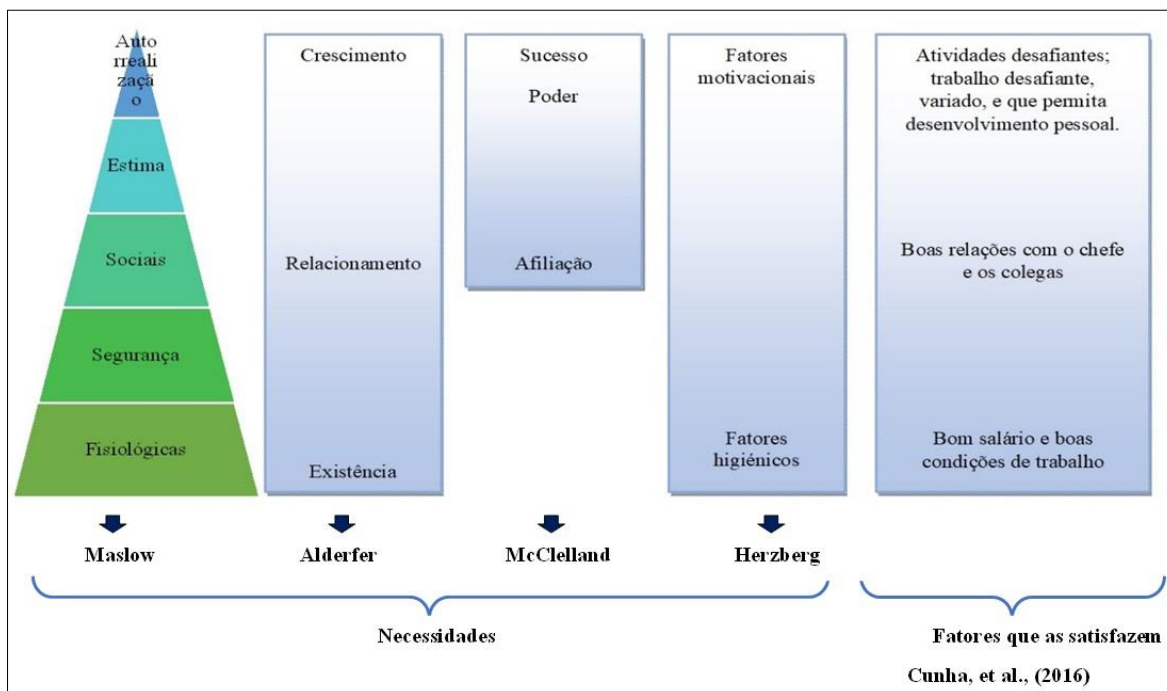 Auto
rreali
zaçã
o
Estima
Sociais
Segurança
Fisiológicas
Crescimento
Relacionamento
Existência
Sucesso
Poder
Afiliação
Fatores
motivacionais
Fatores
higiénicos
Atividades desafiantes;
trabalho desafiante,
variado, e que permita
desenvolvimento pessoal.
Boas relações com o chefe
e os colegas
Bom salário e boas
condições de trabalho
Maslow
Alderfer
McClelland
Herzberg
Necessidades
Fatores que as satisfazem
Cunha, et al., (2016)